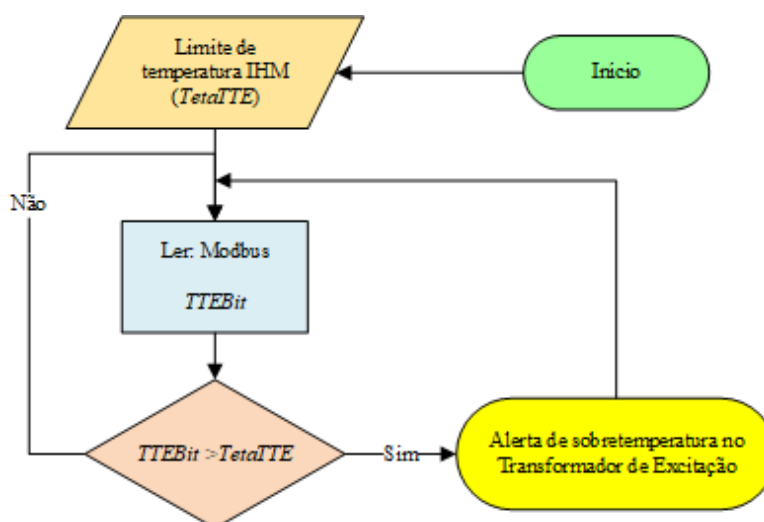 Limite de
temperatura IHM
(TetaTTE)
Inicio
Não
Ler: Modbus
TTEBit
TTEBit >TetaTTE
Sim
Alerta de sobretemperatura no
Transformador de Excitação